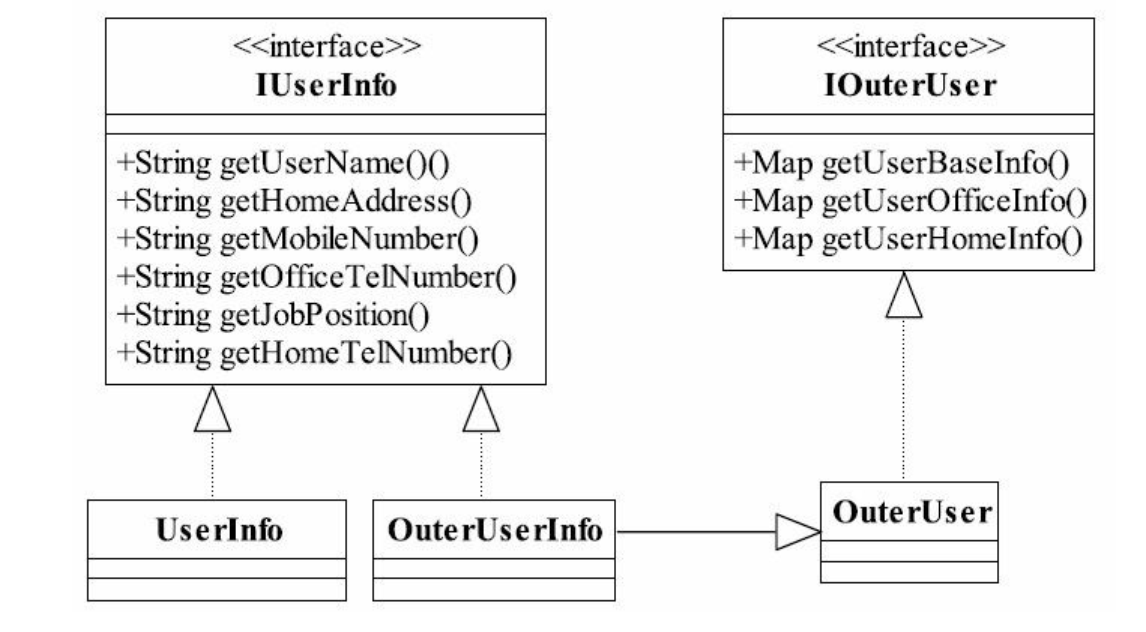 <<interface>>
IUserInfo
+String getUserName()()
+String getHomeAddress()
+String getMobileNumber()
+String getOfficeTelNumber()
+String getJobPosition()
+String getHomeTelNumber()
<<interface>>
IOuterUser
+Map getUserBaseInfo()
+Map getUserOfficeInfo()
+Map getUserHomeInfo()
UserInfo
OuterUserInfo
OuterUser